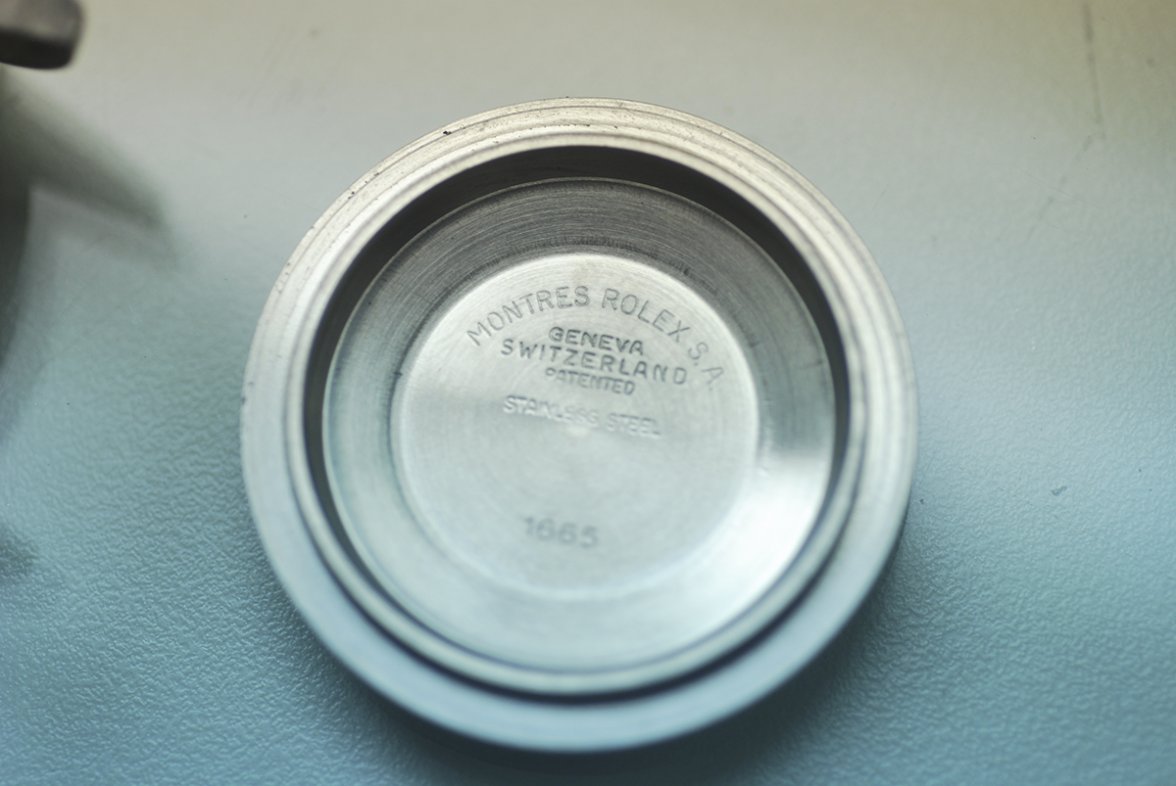 MONTRES ROLEX S.A.
GENEVA
SWITZERLAND
PATENTED
STAINLESS STEEL
1665